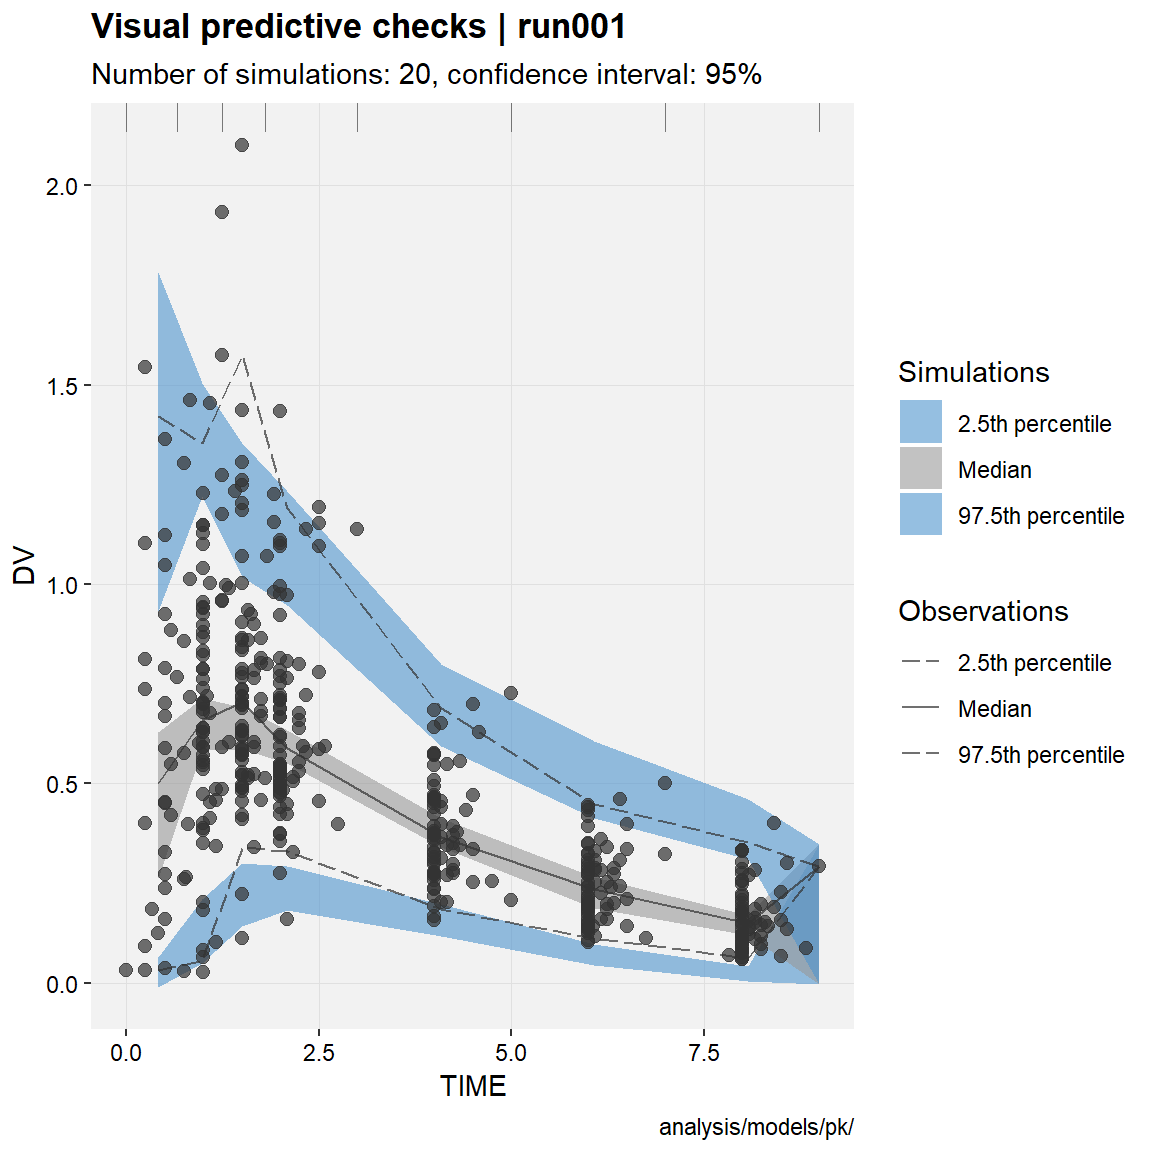 Visual predictive checks | run001
Number of simulations: 20, confidence interval: 95%
DV
2.0
1.5
1.0
0.5
0.0
0.0
2.5
5.0
7.5
TIME
Simulations
2.5th percentile
Median
97.5th percentile
Observations
2.5th percentile
Median
97.5th percentile
analysis/models/pk/